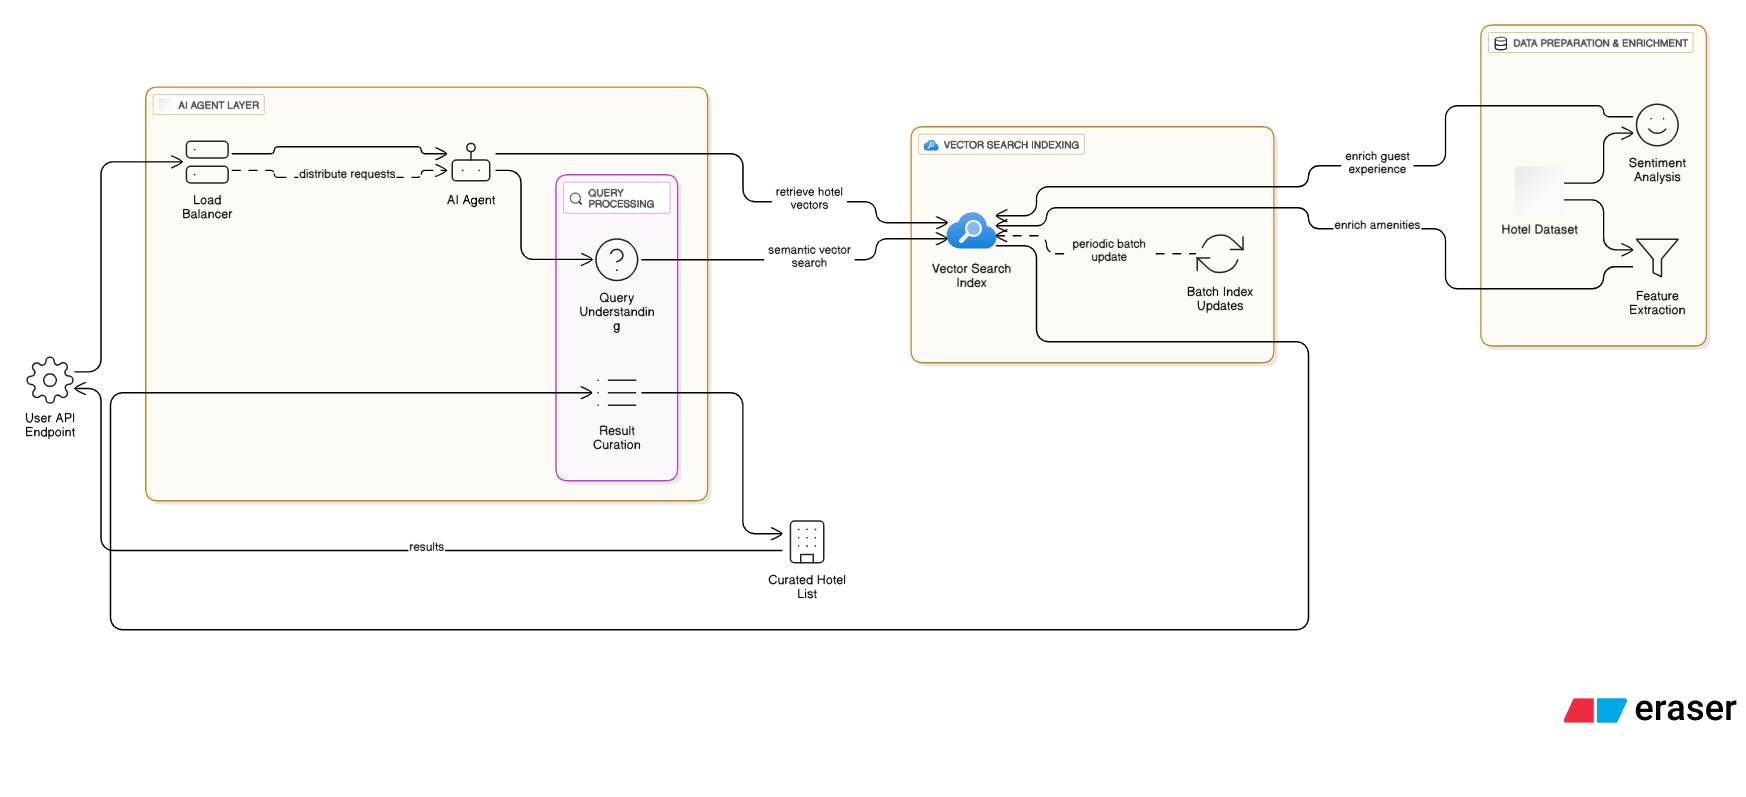 DATA PREPARATION & ENRICHMENT
AI AGENT LAYER
VECTOR SEARCH INDEXING
distribute requests
Load
Balancer
AI Agent
QUERY
PROCESSING
retrieve hotel
vectors
semantic vector
search
Query
Understandin
g
Vector Search
Index
periodic batch
update
Batch Index
Updates
enrich guest
experience
enrich amenities
Sentiment
Analysis
Hotel Dataset
Feature
Extraction
User API
Endpoint
Result
Curation
results
Curated Hotel
List
eraser